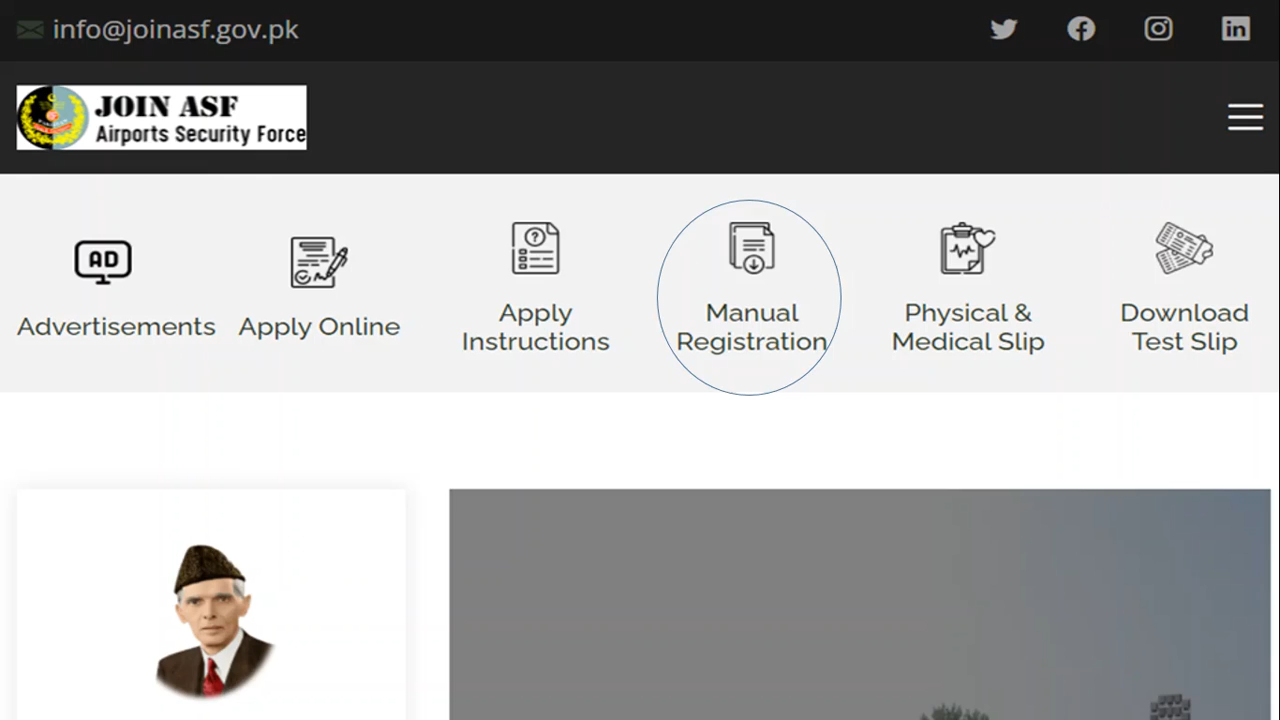 info@joinasf.gov.pk
JOIN ASF
Airports Security Force
AD
Advertisements
Apply Online
Apply
Instructions
Manual
Registration
Physical &
Medical Slip
Download
Test Slip